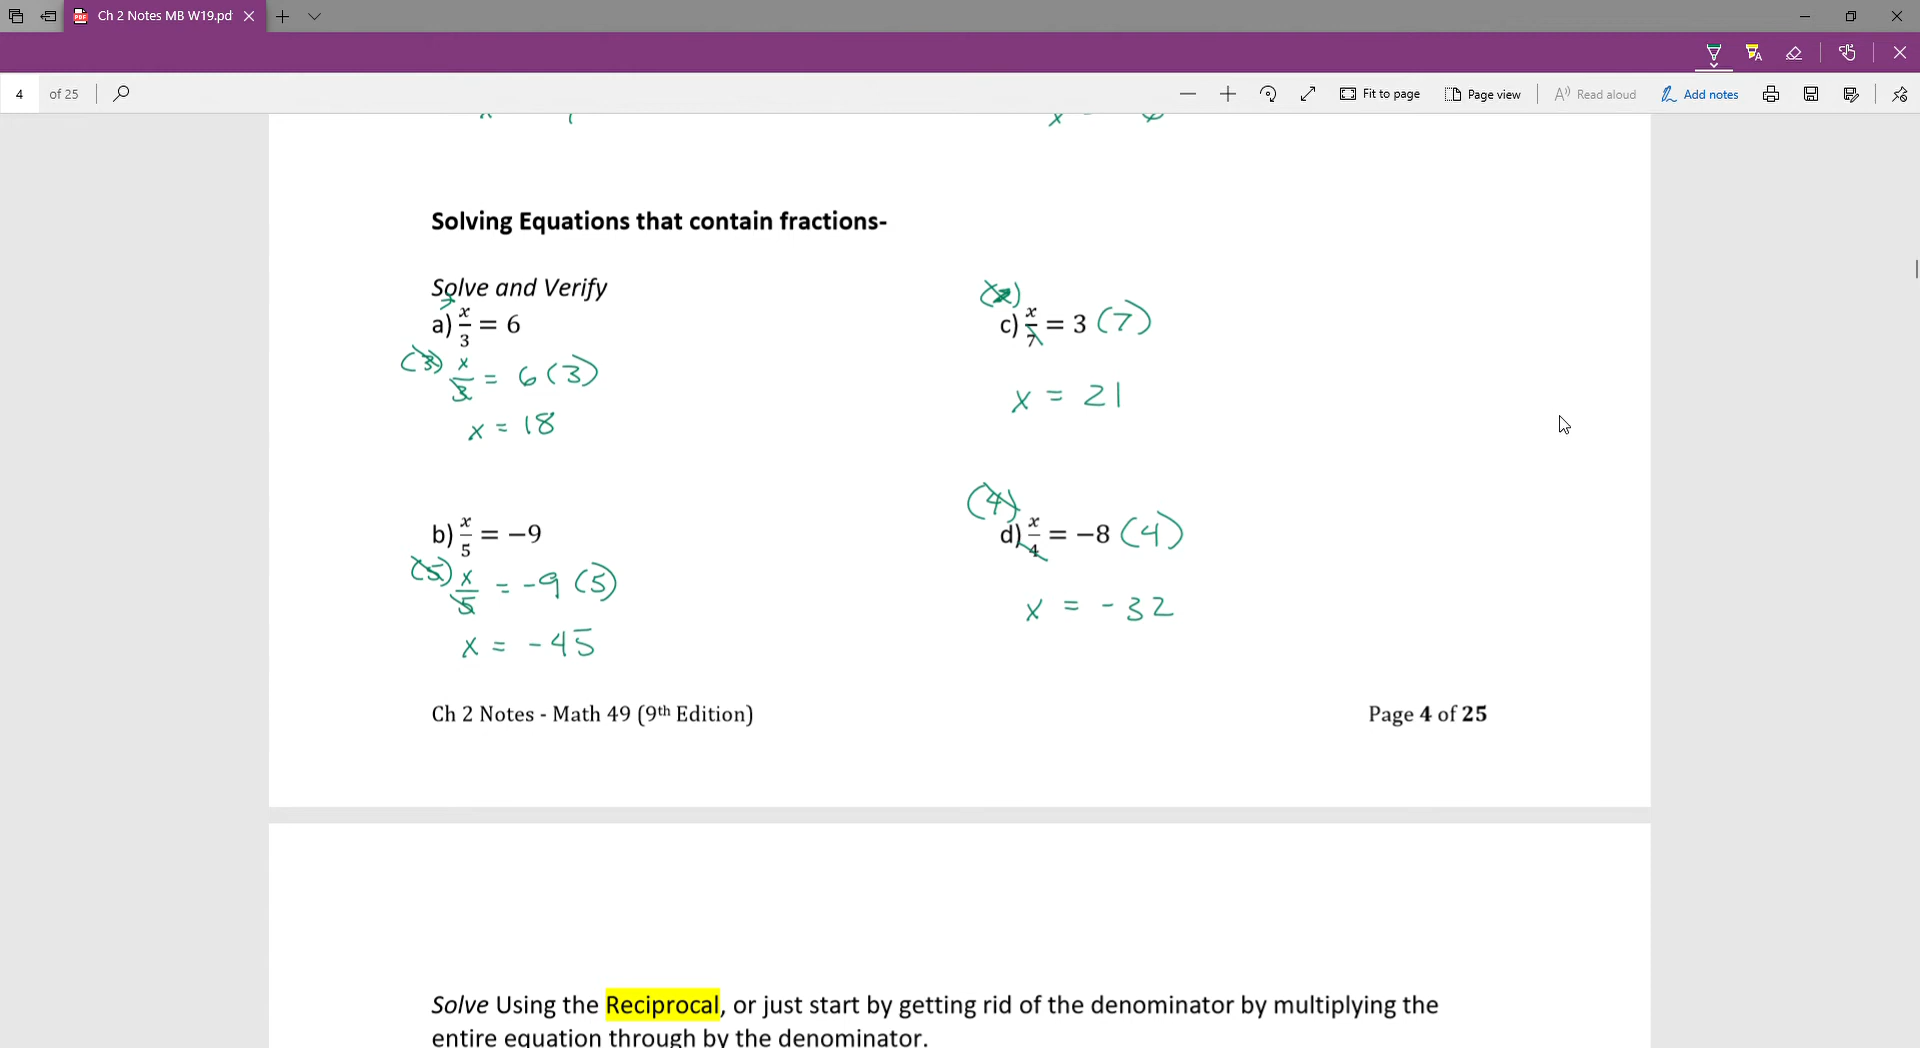 Ch 2 Notes MB W19.pd
4 of 25
Fit to page
Page view
Read aloud
Add notes
Solving Equations that contain fractions-
Solve and Verify
a) x/3 = 6
(3) x/3 = 6 (3)
x = 18
b) x/5 = −9
(5) x/5 = -9 (5)
x = -45
c) x/7 = 3 (7)
x = 21
(4)
d) x/4 = −8 (4)
x = -32
Ch 2 Notes - Math 49 (9th Edition)
Page 4 of 25
Solve Using the Reciprocal, or just start by getting rid of the denominator by multiplying the
entire equation through by the denominator.